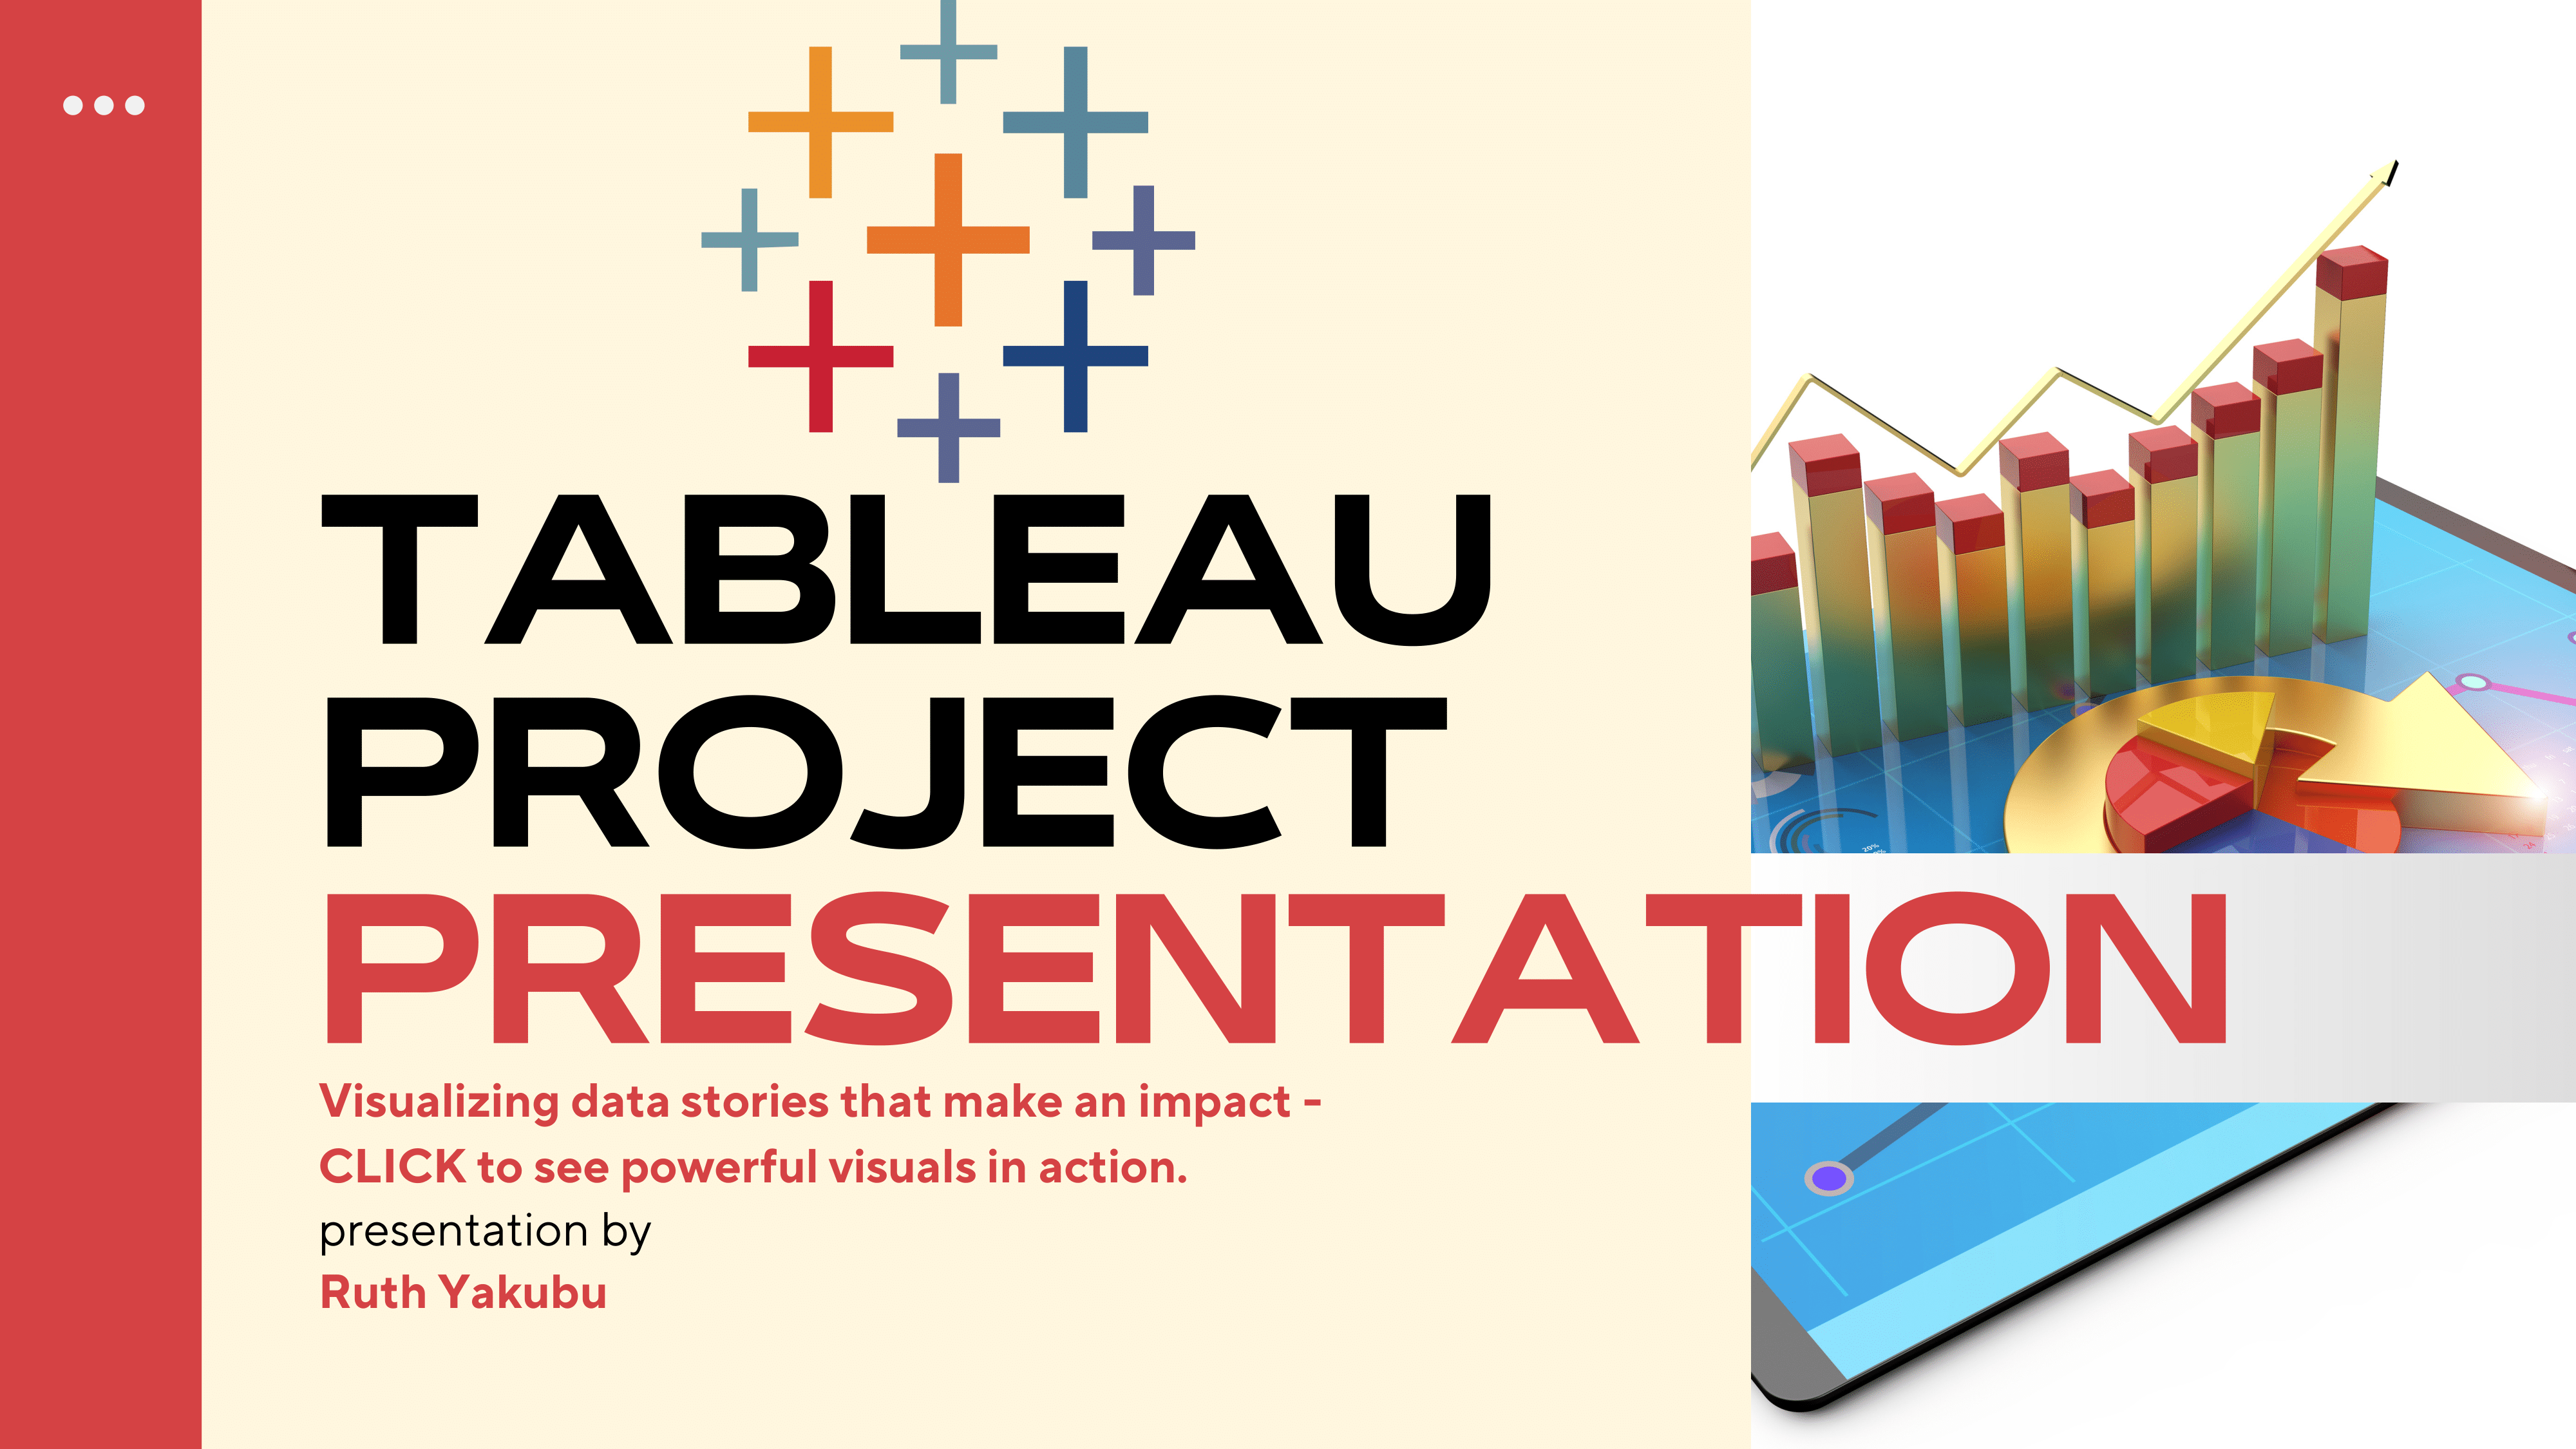 TABLEAU
PROJECT
PRESENTATION
Visualizing data stories that make an impact -
CLICK to see powerful visuals in action.
presentation by
Ruth Yakubu
20%